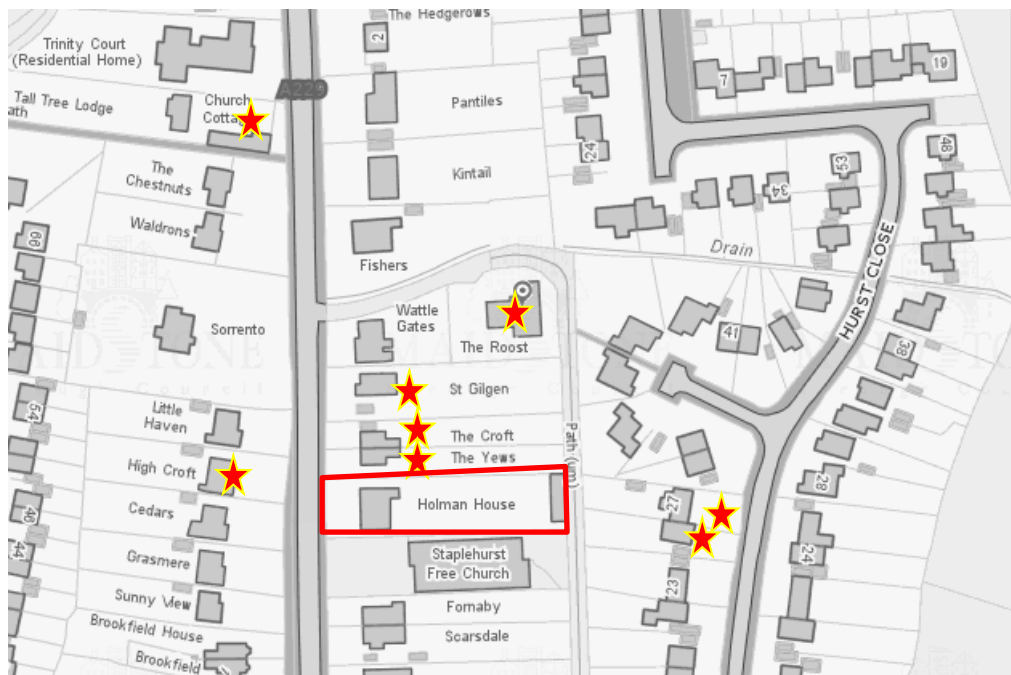 The Hedgerows
2
Trinity Court
(Residential Home)
7
19
A229
Tall Tree Lodge
ath
Church
Pantiles
24
48
53
34
The
Chestnuts
Kintail
Waldrons
66
Fishers
Drain
HURST CLOSE
Sorrento
Wattle
Gates
The Roost
41
38
St Gilgen
54
Little
Haven
The Croft
The Yews
Path (um)
High Croft
28
Holman House
27
Cedars
46
44
24
Staplehurst
Free Church
Grasmere
23
Sunny View
Fornaby
Brookfield House
Scarsdale
Brookfield